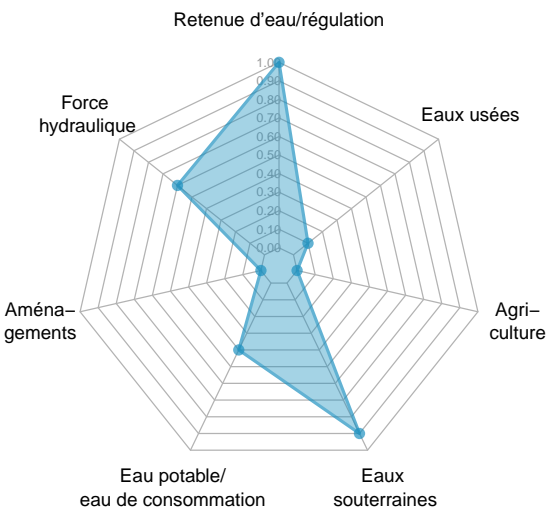 Retenue d'eau/régulation
1.00
0.90
0.80
0.70
0.60
0.50
0.40
0.30
0.20
0.10
0.00
Force
hydraulique
Eaux usées
Aména–
gements
Agri–
culture
Eau potable/
eau de consommation
Eaux
souterraines